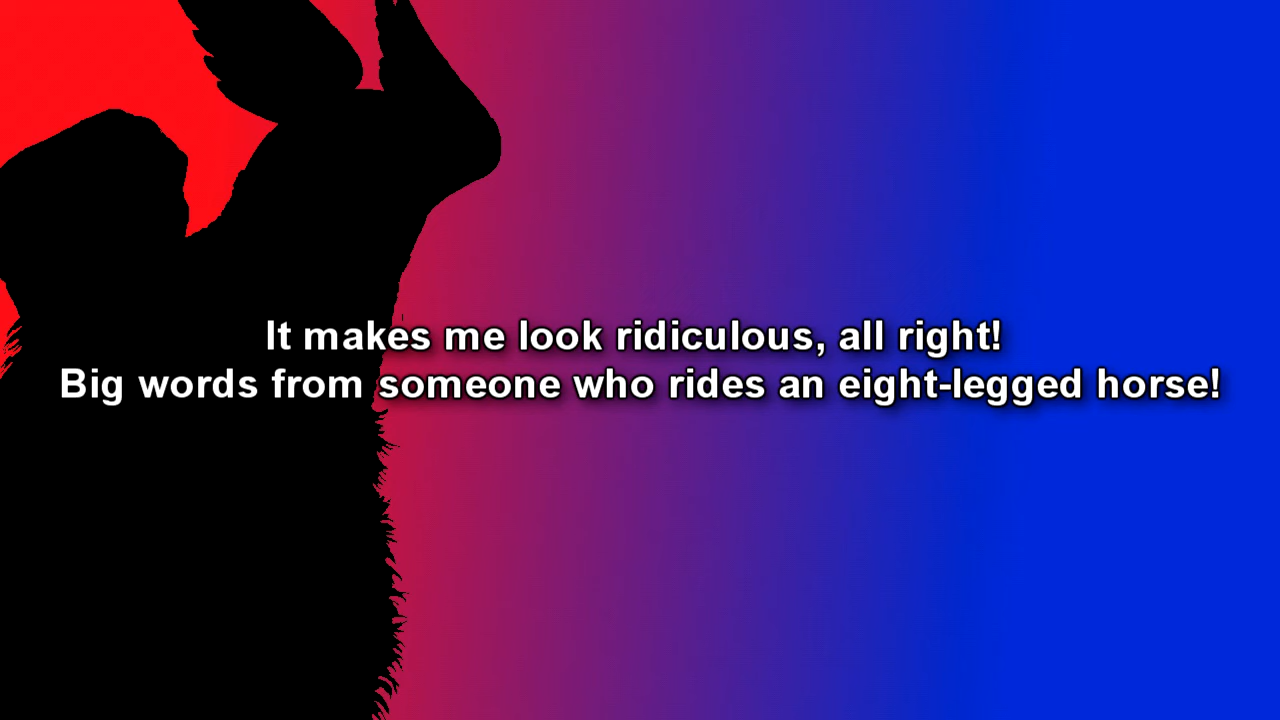 It makes me look ridiculous, all right!
Big words from someone who rides an eight-legged horse!